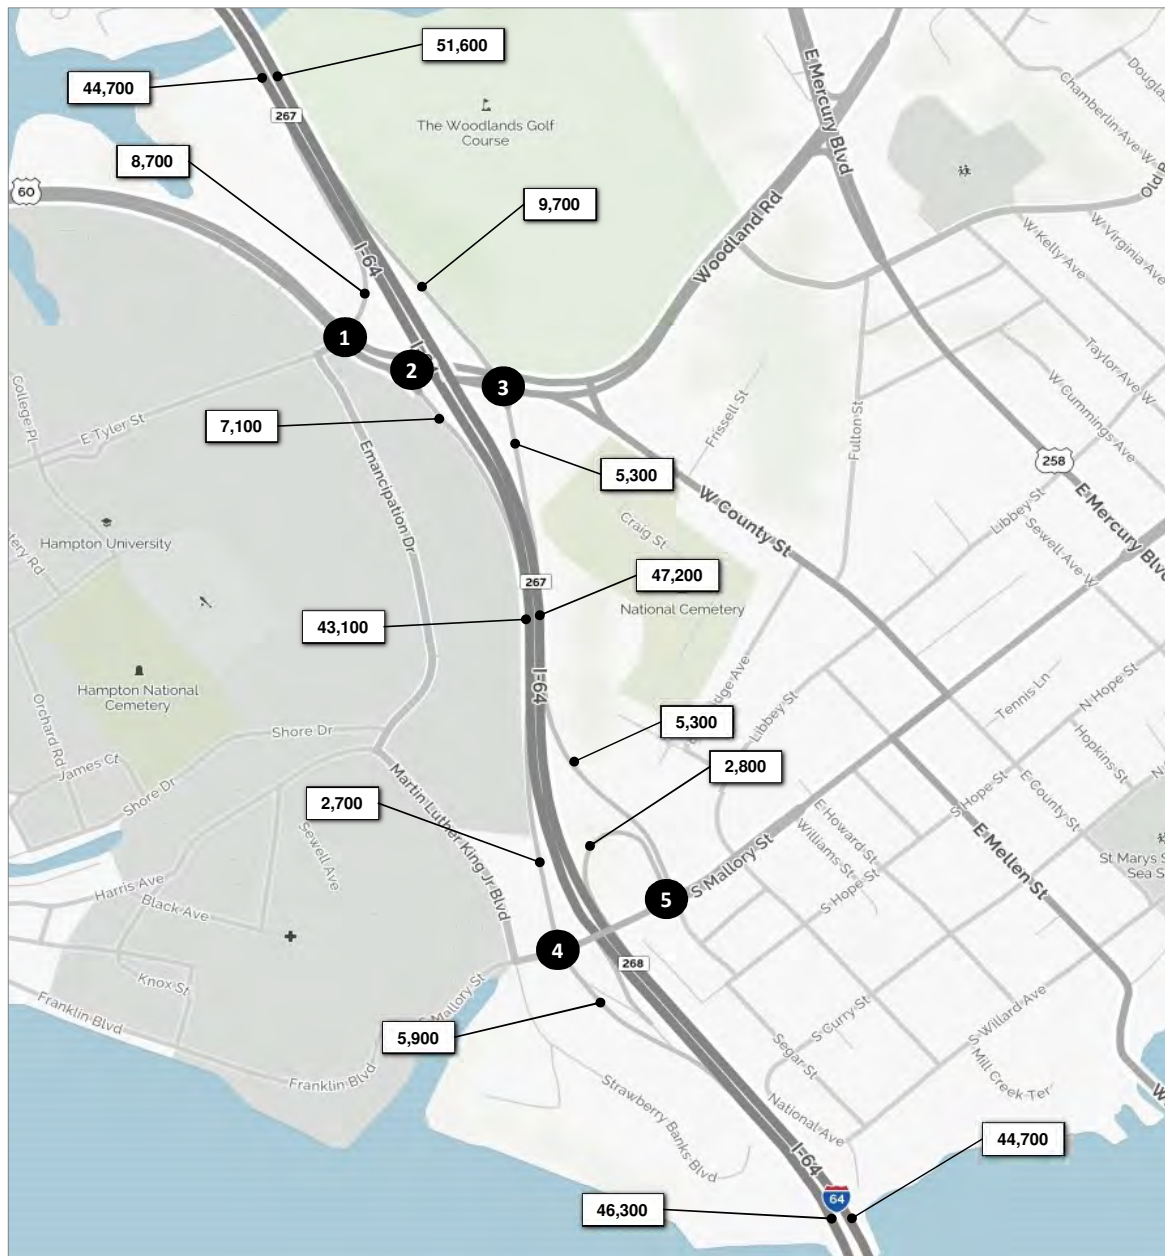 51,600
44,700
267
The Woodlands Golf
Course
E Mercury Blvd
Chamberlin Ave W
8,700
60
9,700
I-64
Woodland Rd
W Kelly Ave
W Virginia Ave
1
2
3
Taylor Ave W
W Cummings Ave
College Pl
E Tyler St
7,100
Emancipation Dr
Frissell St
Fulton St
258
5,300
E Mercury Blvd
W County St
Libbey St
Sewell Ave W
Hampton University
Craig St
267
47,200
National Cemetery
43,100
I-64
Hampton National
Cemetery
Orchard Rd
Shore Dr
James Ct
Shore Dr
5,300
2,800
Libbey St
Tennis Ln
N Hope St
Hopkins St
2,700
Martin Luther King Jr Blvd
Sewell Ave
E Howard St
Williams St
S Hope St
S Hope St
E County St
E Mellen St
S Mallory St
Harris Ave
Black Ave
5
4
268
Knox St
Franklin Blvd
S Mallory St
5,900
Franklin Blvd
S Curry St
S Willard Ave
Segar St
Mill Creek Ter
National Ave
Strawberry Banks Blvd
I-64
44,700
64
46,300